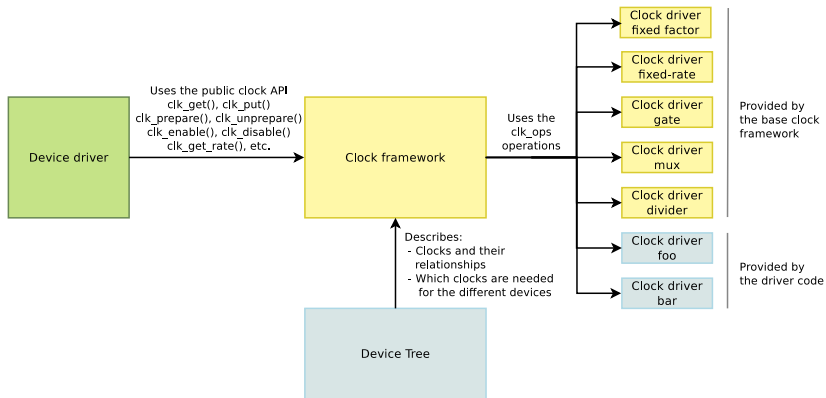 Device driver
Uses the public clock API
clk_get(), clk_put()
clk_prepare(), clk_unprepare()
clk_enable(), clk_disable()
clk_get_rate(), etc.
Clock framework
Uses the
clk_ops
operations
Clock driver
fixed factor
Clock driver
fixed-rate
Clock driver
gate
Clock driver
mux
Clock driver
divider
Clock driver
foo
Clock driver
bar
Provided by
the base clock
framework
Provided by
the driver code
Describes:
- Clocks and their
relationships
- Which clocks are needed
for the different devices
Device Tree